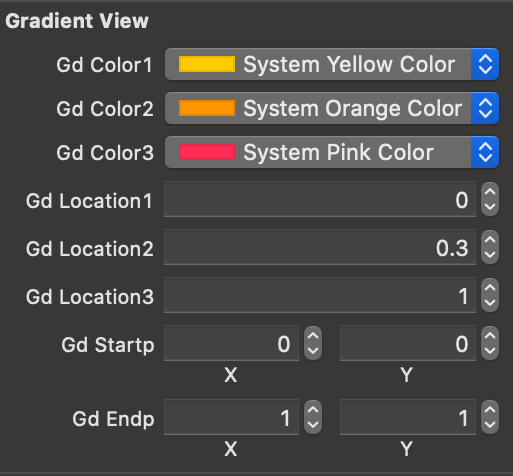 Gradient View
Gd Color1 System Yellow Color
Gd Color2 System Orange Color
Gd Color3 System Pink Color
Gd Location1 0
Gd Location2 0.3
Gd Location3 1
Gd Startp 0 0
X Y
Gd Endp 1 1
X Y